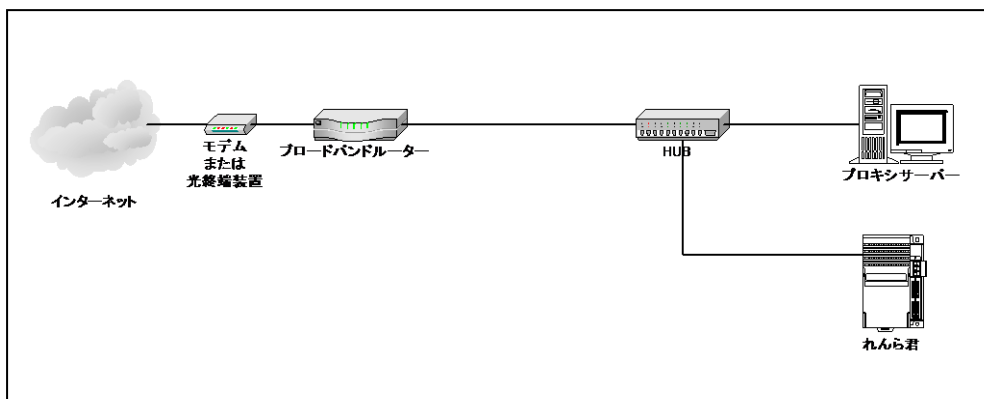 インターネット
モデム
または
光終端装置
ブロードバンドルーター
HUB
プロキシサーバー
れんら君